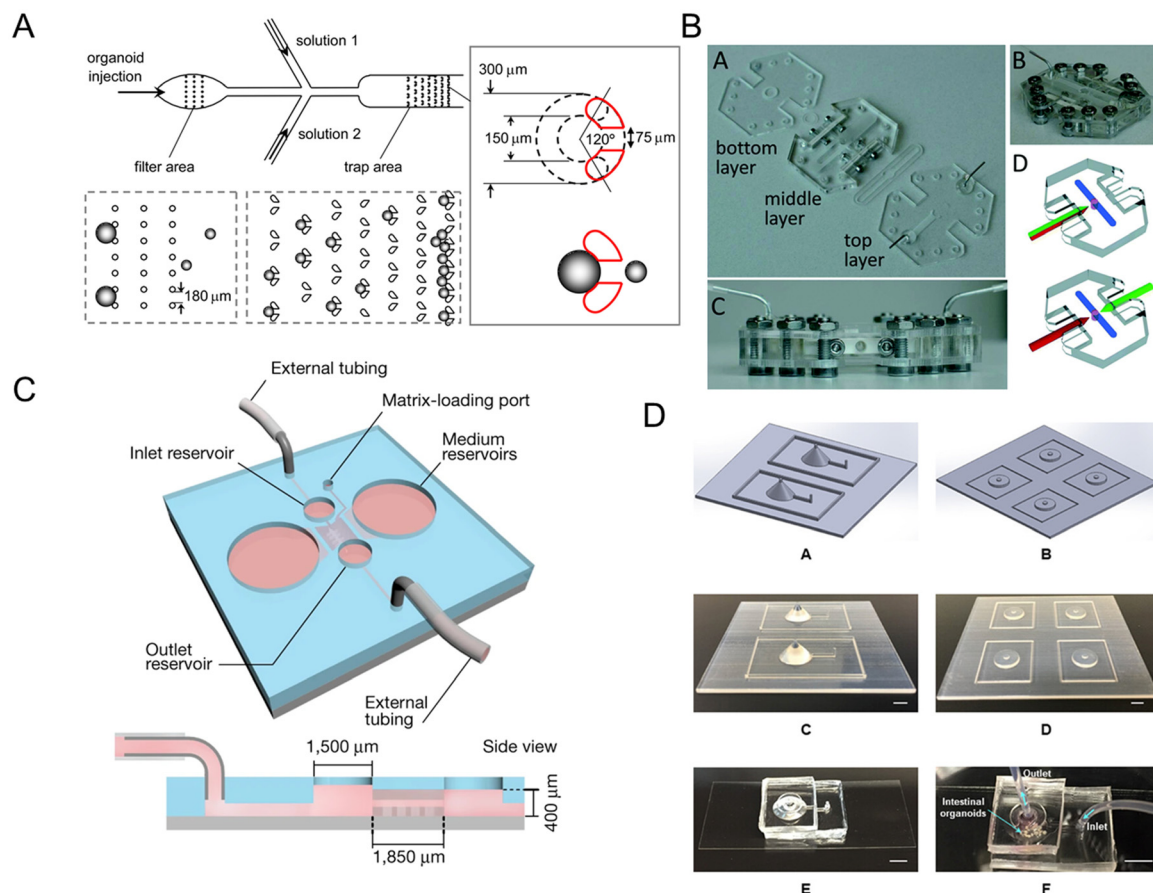 A
organoid
injection
solution 1
solution 2
filter area
trap area
180 μm
300 μm
150 μm
120°
75 μm
B
A
bottom
layer
middle
layer
top
layer
B
C
D
C
External tubing
Matrix-loading port
Inlet reservoir
Medium
reservoirs
Outlet
reservoir
External
tubing
Side view
1,500 μm
400 μm
1,850 μm
D
A
B
C
D
Outlet
Intestinal
organoids
Inlet
E
F